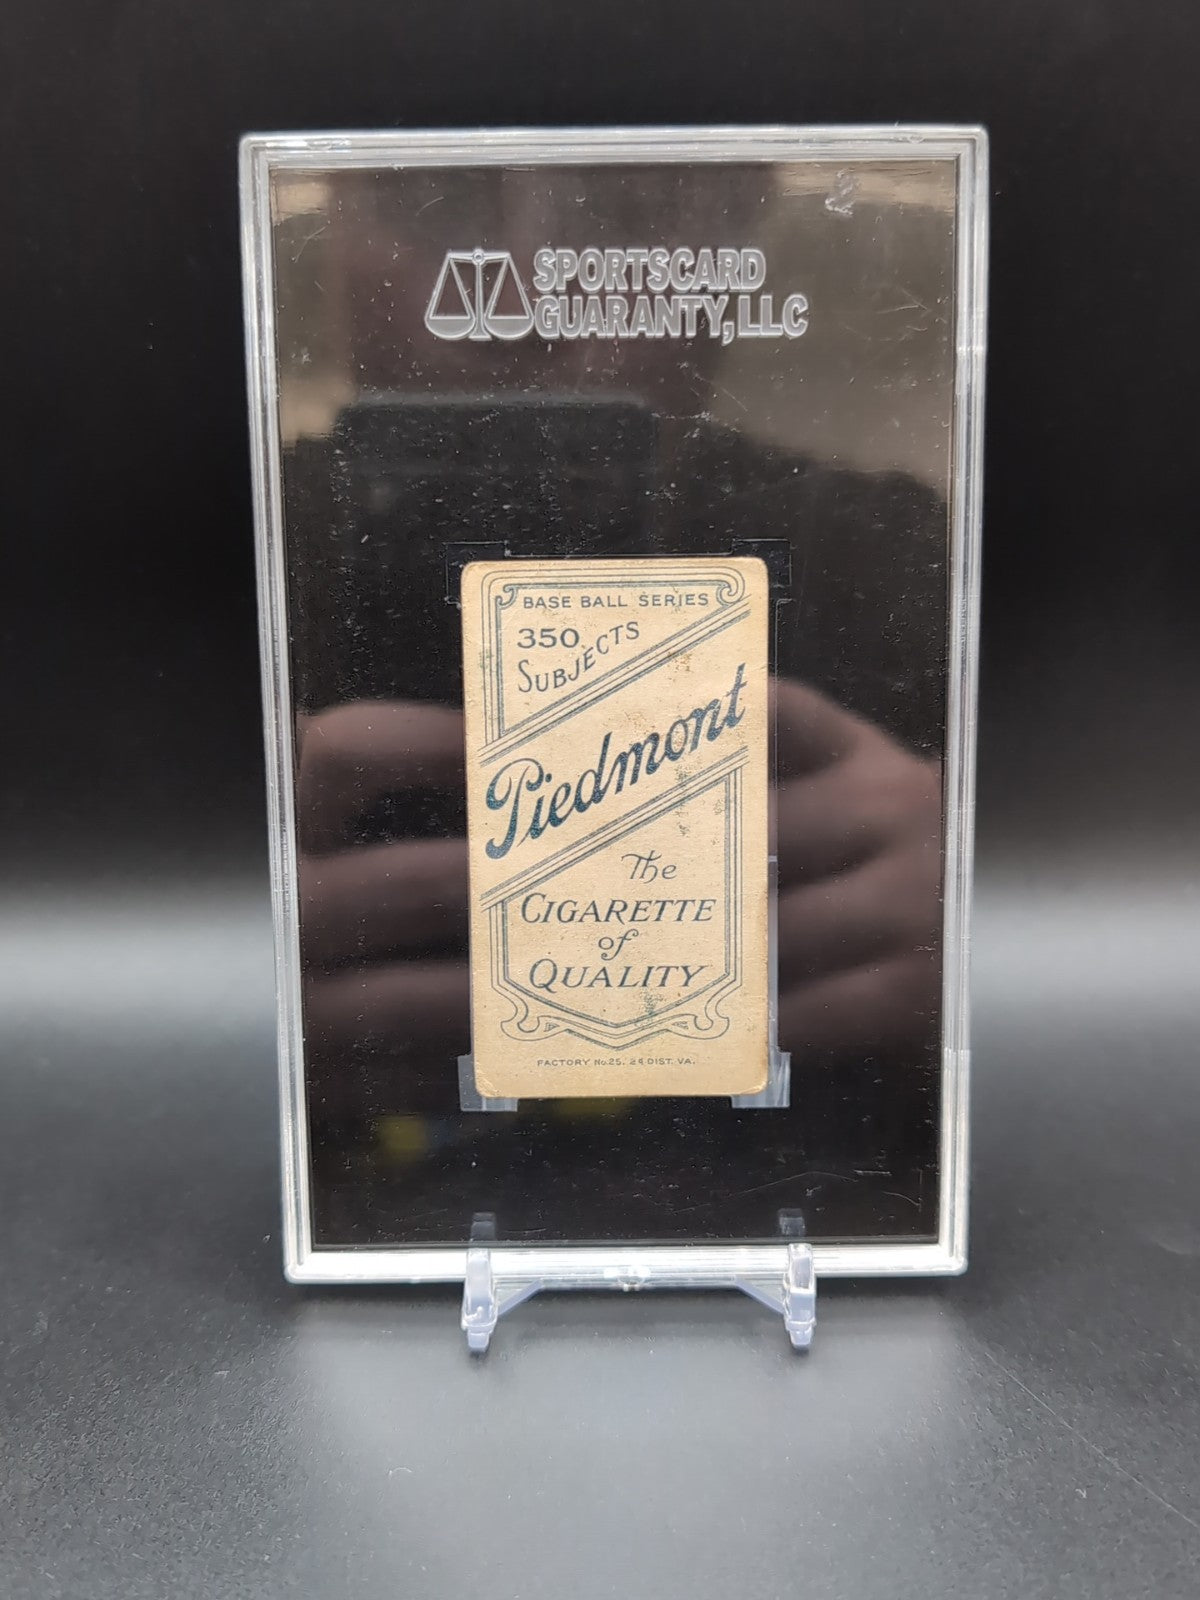 SPORTSCARD
GUARANTY, LLC
BASE BALL SERIES
350
SUBJECTS
Piedmont
The
CIGARETTE
of
QUALITY
FACTORY No. 25. 2d DIST. VA.